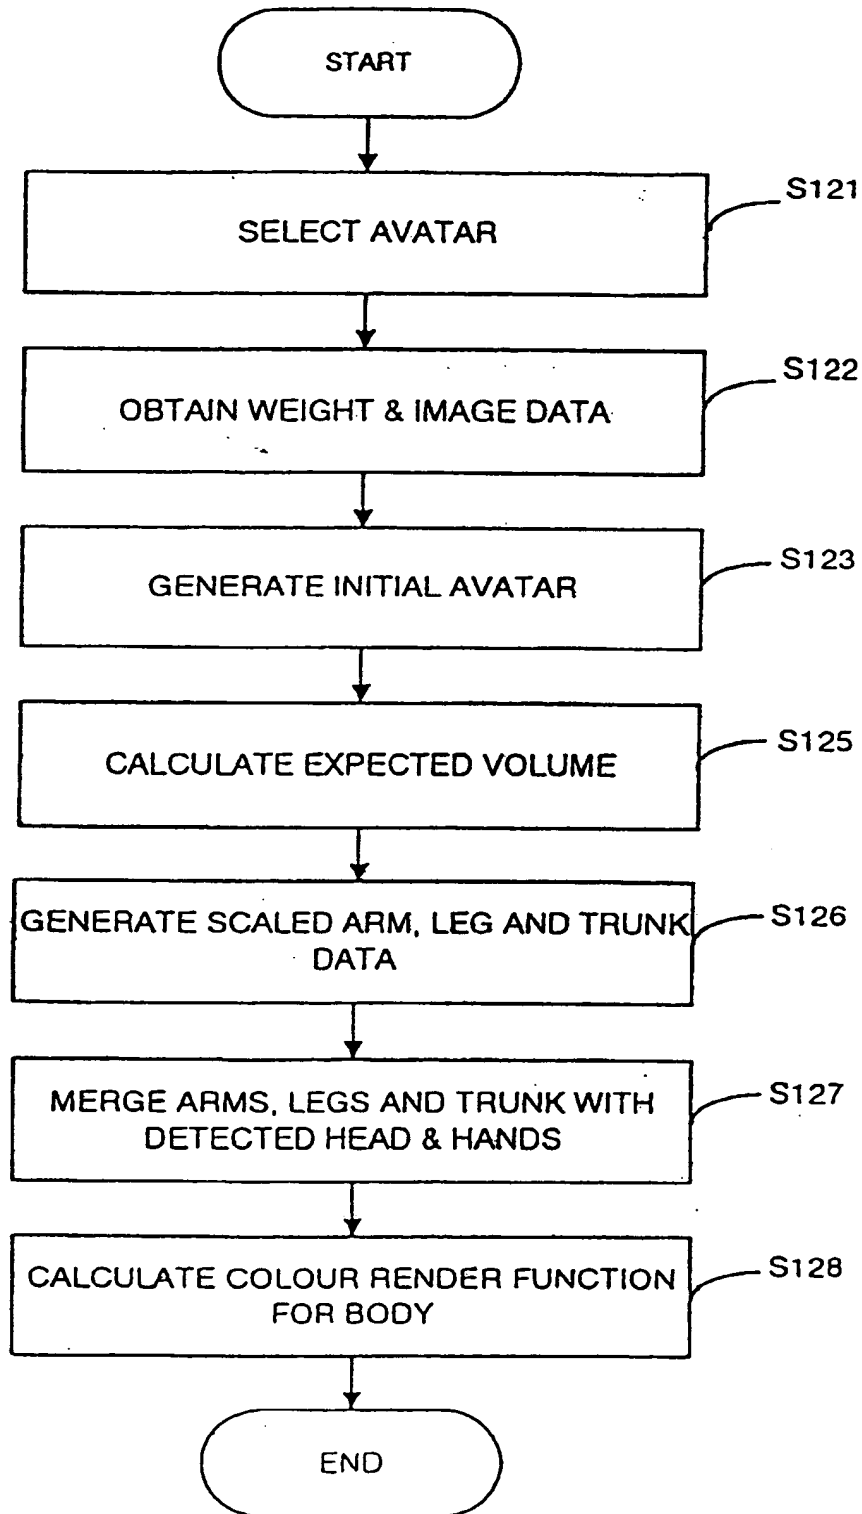 START
S121
SELECT AVATAR
S122
OBTAIN WEIGHT & IMAGE DATA
S123
GENERATE INITIAL AVATAR
S125
CALCULATE EXPECTED VOLUME
S126
GENERATE SCALED ARM, LEG AND TRUNK
DATA
S127
MERGE ARMS, LEGS AND TRUNK WITH
DETECTED HEAD & HANDS
S128
CALCULATE COLOUR RENDER FUNCTION
FOR BODY
END